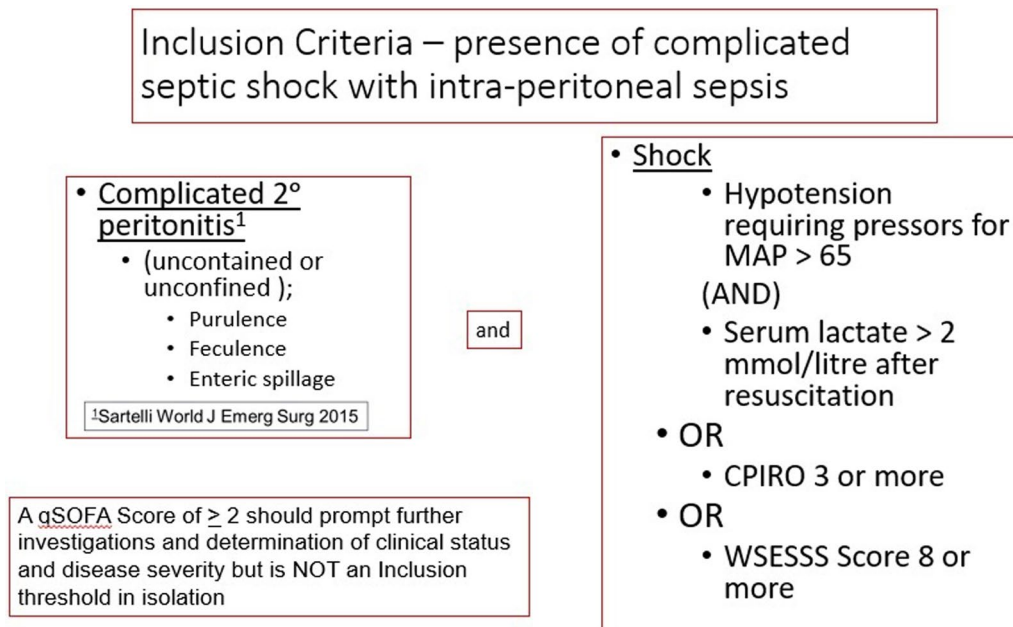 Inclusion Criteria – presence of complicated
septic shock with intra-peritoneal sepsis
• Complicated 2º
peritonitis¹
• (uncontained or
unconfined );
• Purulence
• Feculence
• Enteric spillage
¹Sartelli World J Emerg Surg 2015
and
• Shock
• Hypotension
requiring pressors for
MAP > 65
(AND)
• Serum lactate > 2
mmol/litre after
resuscitation
• OR
• CPIRO 3 or more
• OR
• WSESSS Score 8 or
more
A qSOFA Score of ≥ 2 should prompt further
investigations and determination of clinical status
and disease severity but is NOT an Inclusion
threshold in isolation